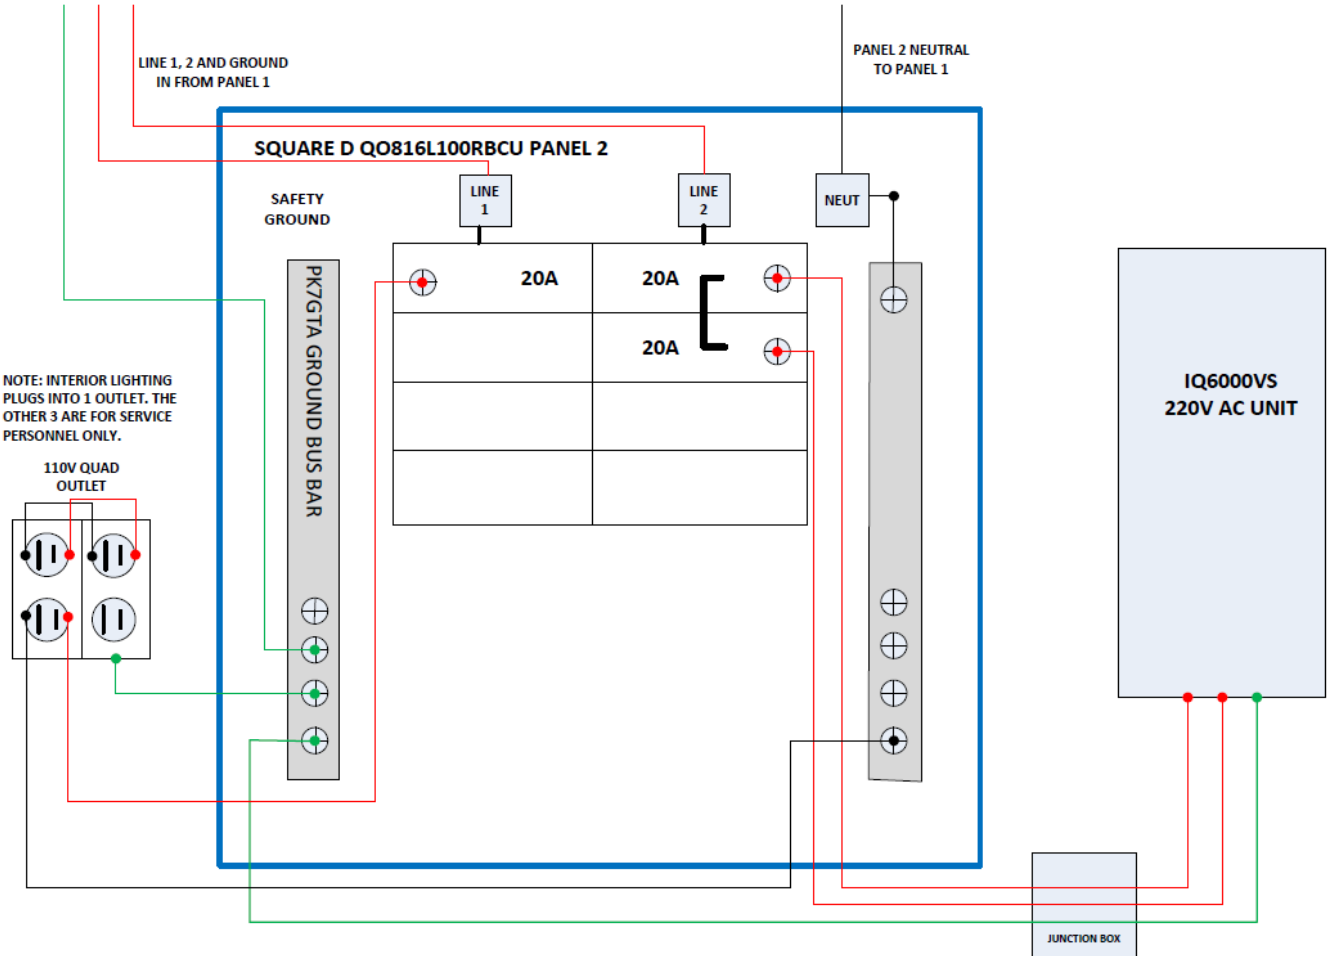 LINE 1, 2 AND GROUND
IN FROM PANEL 1
PANEL 2 NEUTRAL
TO PANEL 1
SQUARE D QO816L100RBCU PANEL 2
SAFETY
GROUND
LINE
1
LINE
2
NEUT
PK7GTA GROUND BUS BAR
20A
20A
20A
NOTE: INTERIOR LIGHTING
PLUGS INTO 1 OUTLET. THE
OTHER 3 ARE FOR SERVICE
PERSONNEL ONLY.
110V QUAD
OUTLET
IQ6000VS
220V AC UNIT
JUNCTION BOX